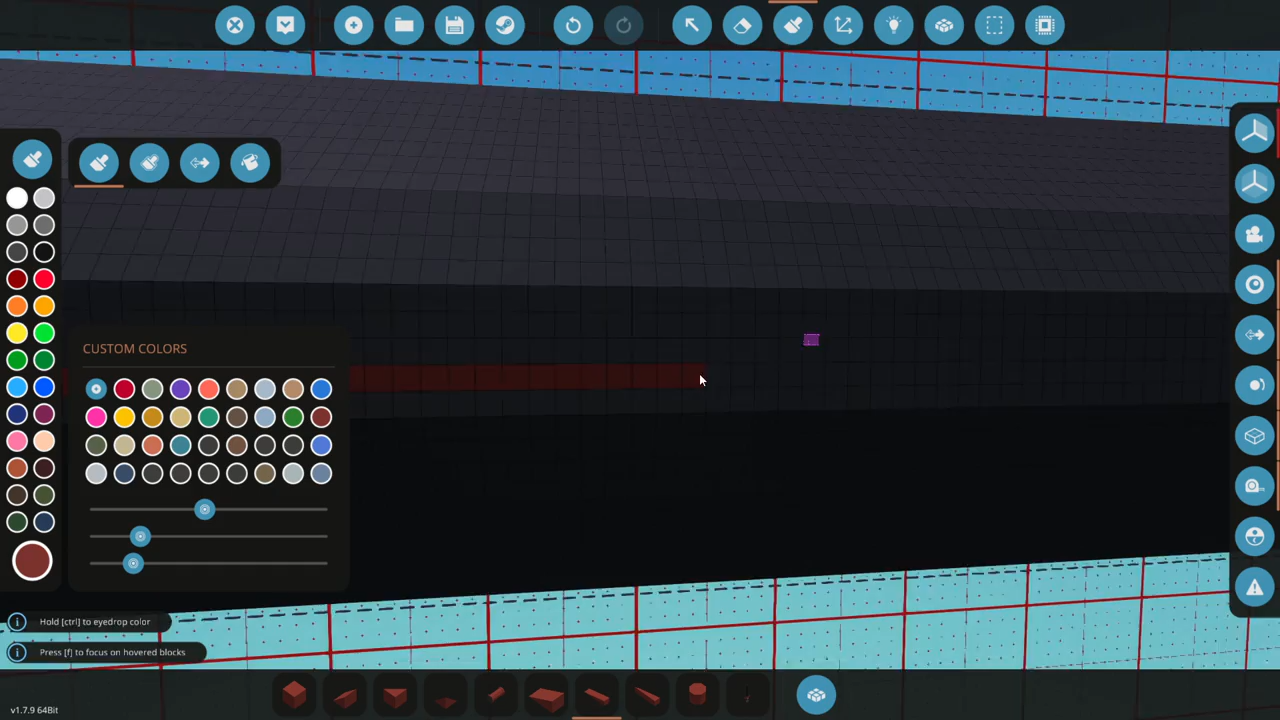 CUSTOM COLORS
Hold [ctrl] to eyedrop color
Press [f] to focus on hovered blocks
v1.7.9 64Bit